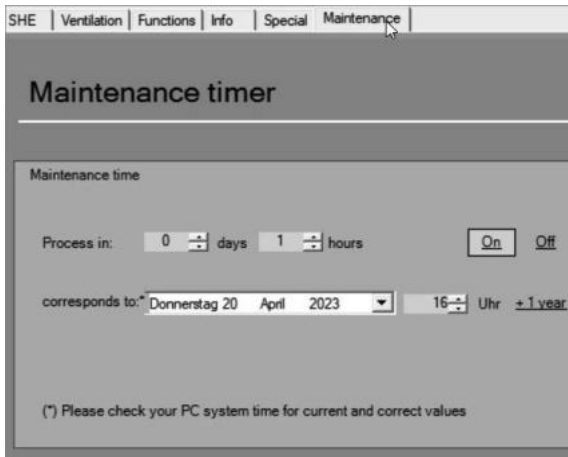 SHE Ventilation Functions Info Special Maintenance
Maintenance timer
Maintenance time
Process in: 0 days 1 hours On Off
corresponds to:* Donnerstag 20 April 2023 16 Uhr + 1 year
(*) Please check your PC system time for current and correct values